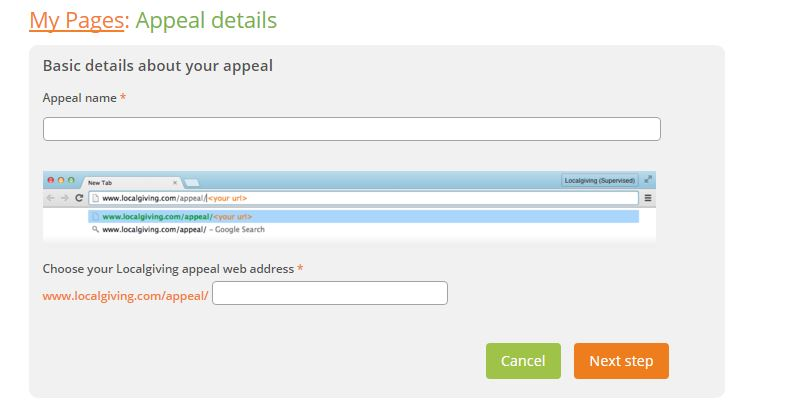 My Pages: Appeal details
Basic details about your appeal
Appeal name *
New Tab
Localgiving (Supervised)
www.localgiving.com/appeal/<your url>
www.localgiving.com/appeal/<your url>
www.localgiving.com/appeal/ – Google Search
Choose your Localgiving appeal web address *
www.localgiving.com/appeal/
Cancel
Next step